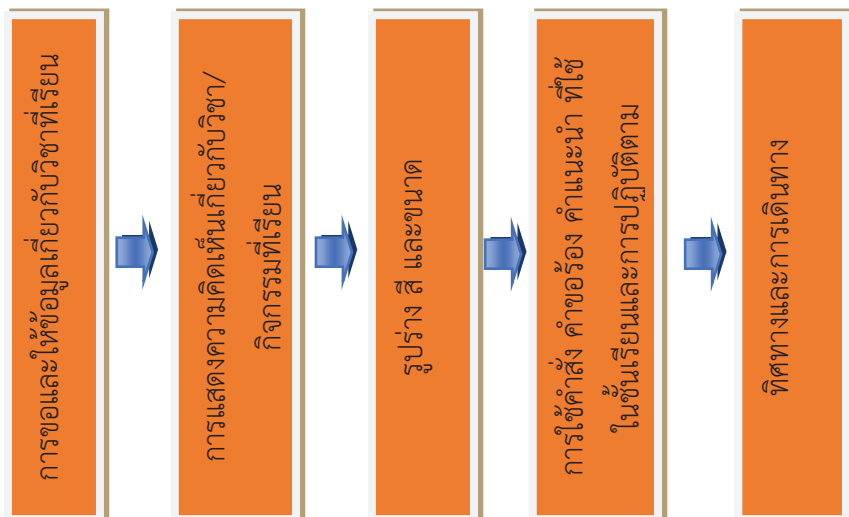 การขอและให้ข้อมูลเกี่ยวกับวิชาที่เรียน
การแสดงความคิดเห็นเกี่ยวกับวิชา/
กิจกรรมที่เรียน
รูปร่าง สี และขนาด
การใช้คำสั่ง คำขอร้อง คำแนะนำ ที่ใช้
ในชั้นเรียนและการปฏิบัติตาม
ทิศทางและการเดินทาง